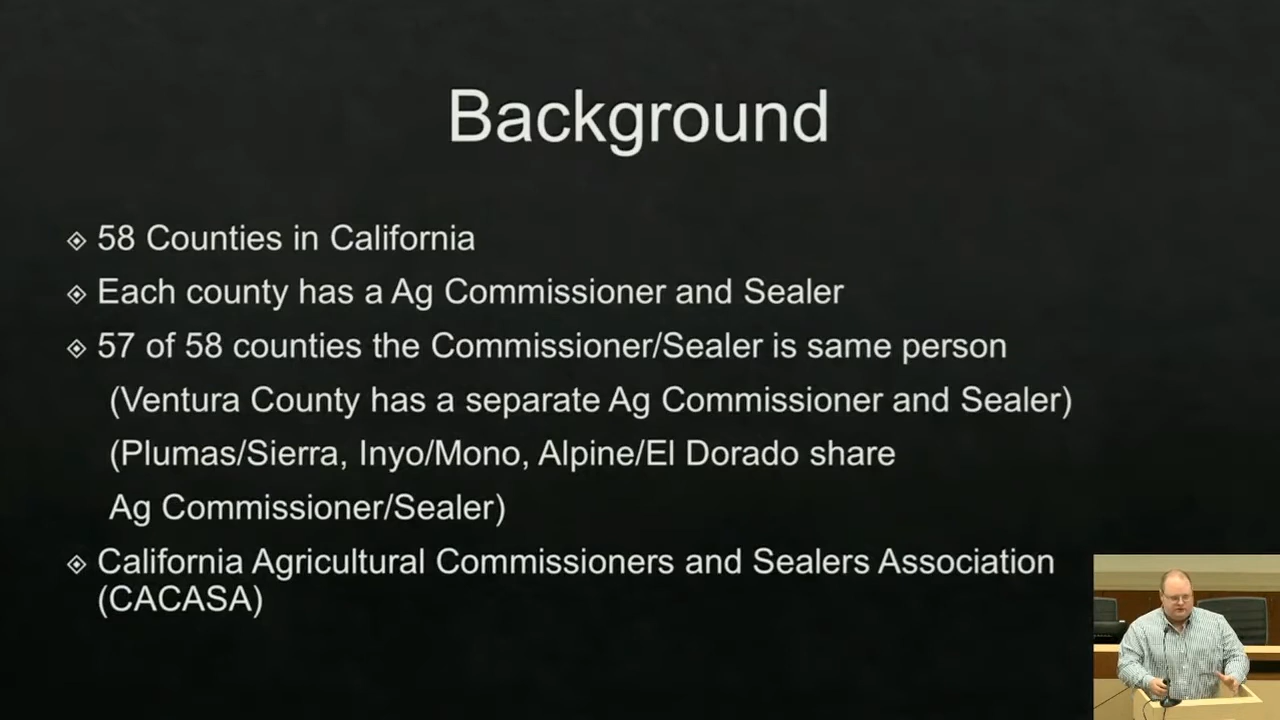 Background
58 Counties in California
Each county has a Ag Commissioner and Sealer
57 of 58 counties the Commissioner/Sealer is same person
(Ventura County has a separate Ag Commissioner and Sealer)
(Plumas/Sierra, Inyo/Mono, Alpine/El Dorado share
Ag Commissioner/Sealer)
California Agricultural Commissioners and Sealers Association
(CACASA)